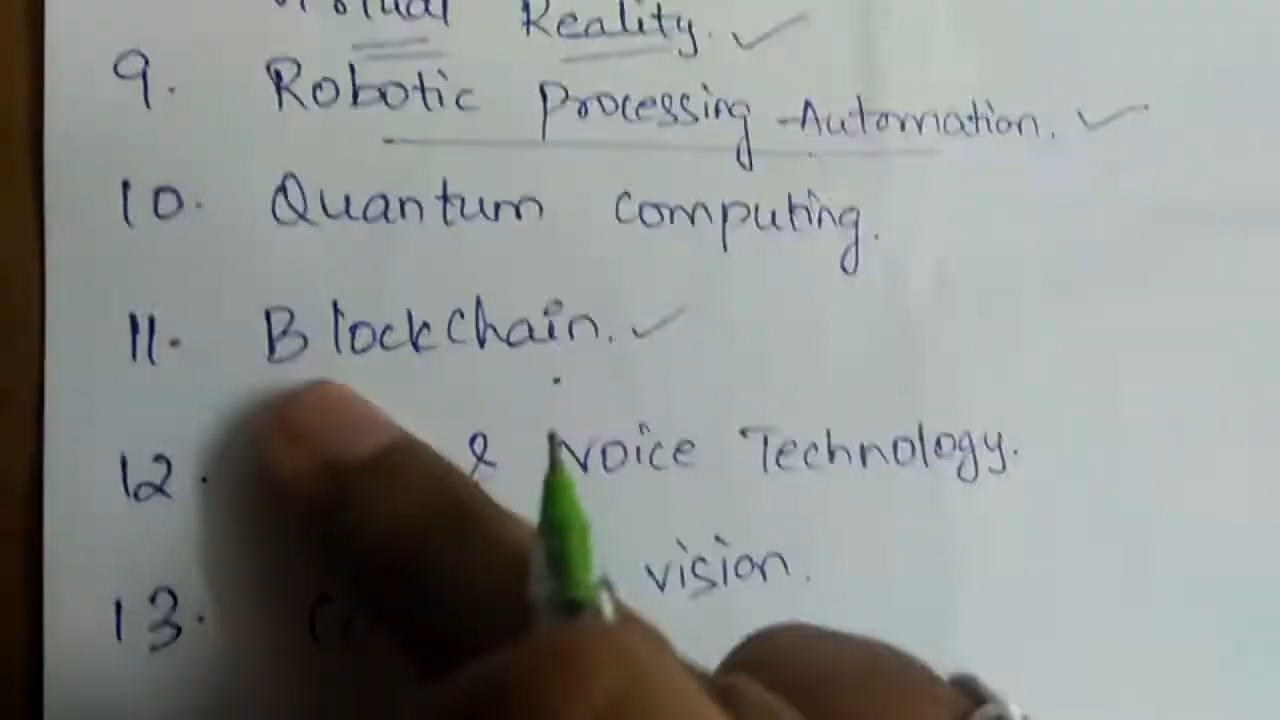 Reality.
9. Robotic Processing Automation.
10. Quantum computing.
11. Blockchain.
12. & voice Technology.
13. vision.